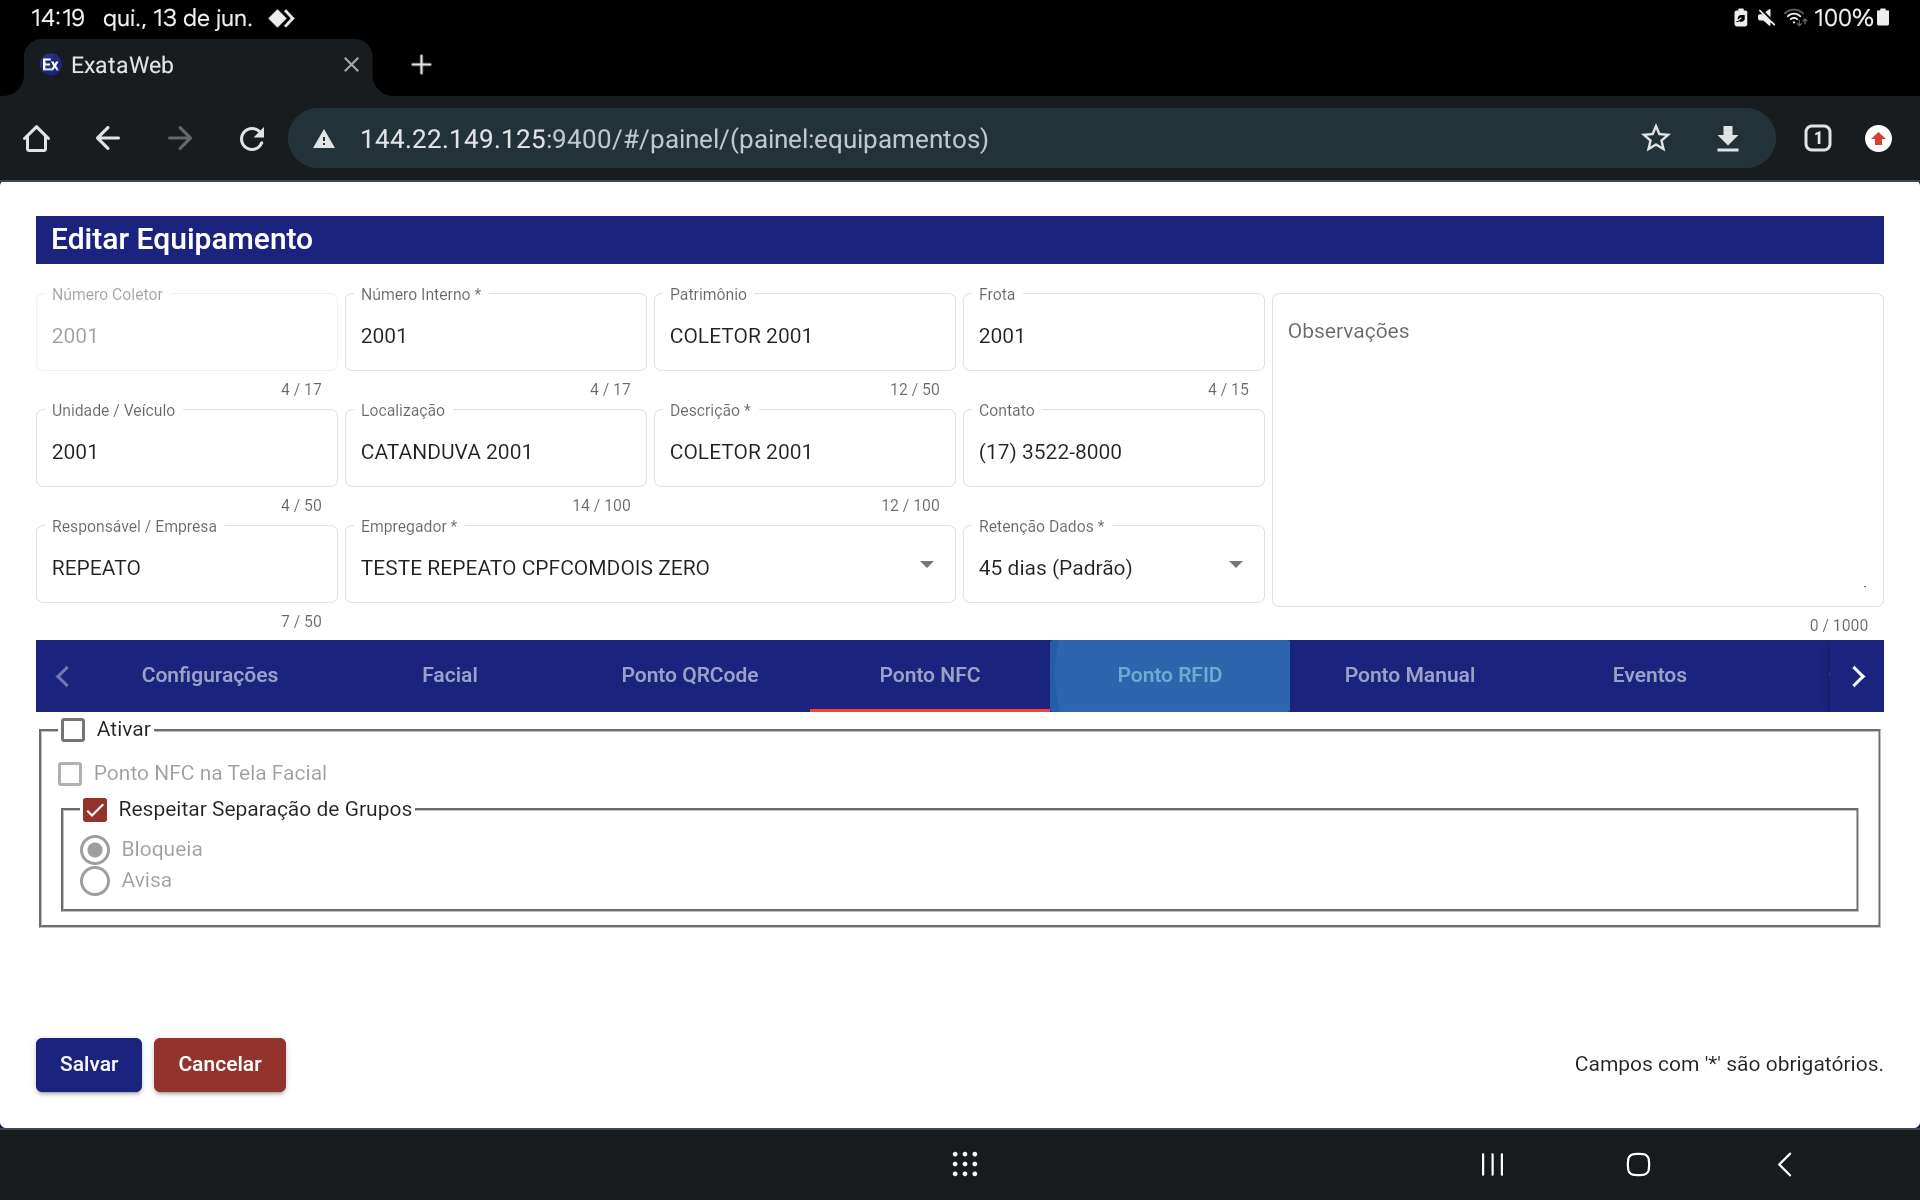 14:19 qui., 13 de jun. 100%
Ex ExataWeb
144.22.149.125:9400/#/painel/(painel:equipamentos) 1
Editar Equipamento
Número Coletor Número Interno * Patrimônio Frota
2001 2001 COLETOR 2001 2001 Observações
4 / 17 4 / 17 12 / 50 4 / 15
Unidade / Veículo Localização Descrição * Contato
2001 CATANDUVA 2001 COLETOR 2001 (17) 3522-8000
4 / 50 14 / 100 12 / 100
Responsável / Empresa Empregador * Retenção Dados *
REPEATO TESTE REPEATO CPFCOMDOIS ZERO 45 dias (Padrão)
7 / 50 0 / 1000
Configurações Facial Ponto QRCode Ponto NFC Ponto RFID Ponto Manual Eventos
Ativar
Ponto NFC na Tela Facial
Respeitar Separação de Grupos
Bloqueia
Avisa
Salvar Cancelar Campos com '*' são obrigatórios.